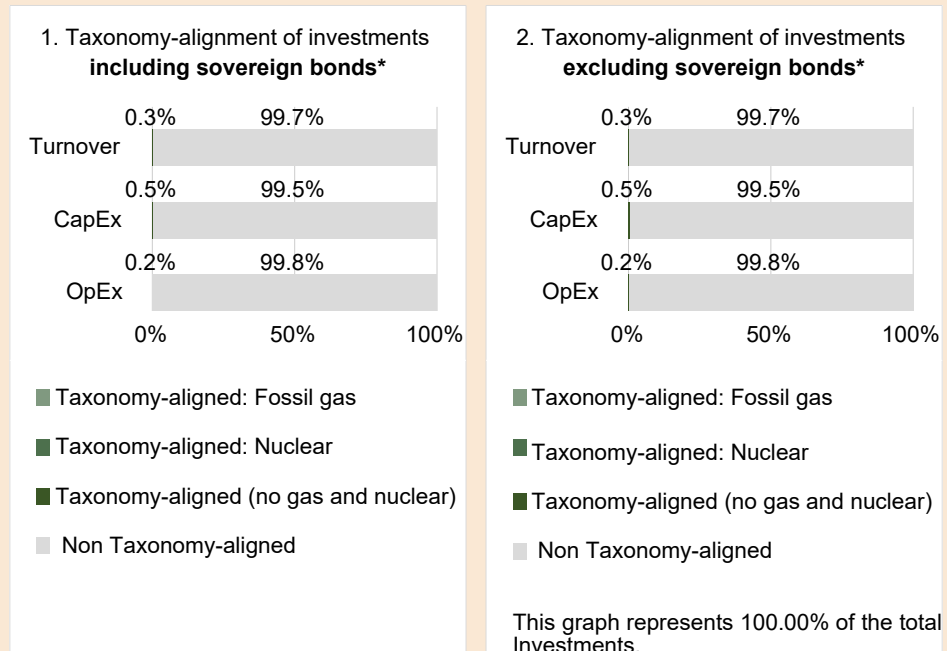 1. Taxonomy-alignment of investments
including sovereign bonds*
0.3% 99.7%
Turnover
0.5% 99.5%
CapEx
0.2% 99.8%
OpEx
0% 50% 100%
Taxonomy-aligned: Fossil gas
Taxonomy-aligned: Nuclear
Taxonomy-aligned (no gas and nuclear)
Non Taxonomy-aligned
2. Taxonomy-alignment of investments
excluding sovereign bonds*
0.3% 99.7%
Turnover
0.5% 99.5%
CapEx
0.2% 99.8%
OpEx
0% 50% 100%
Taxonomy-aligned: Fossil gas
Taxonomy-aligned: Nuclear
Taxonomy-aligned (no gas and nuclear)
Non Taxonomy-aligned
This graph represents 100.00% of the total
Investments.